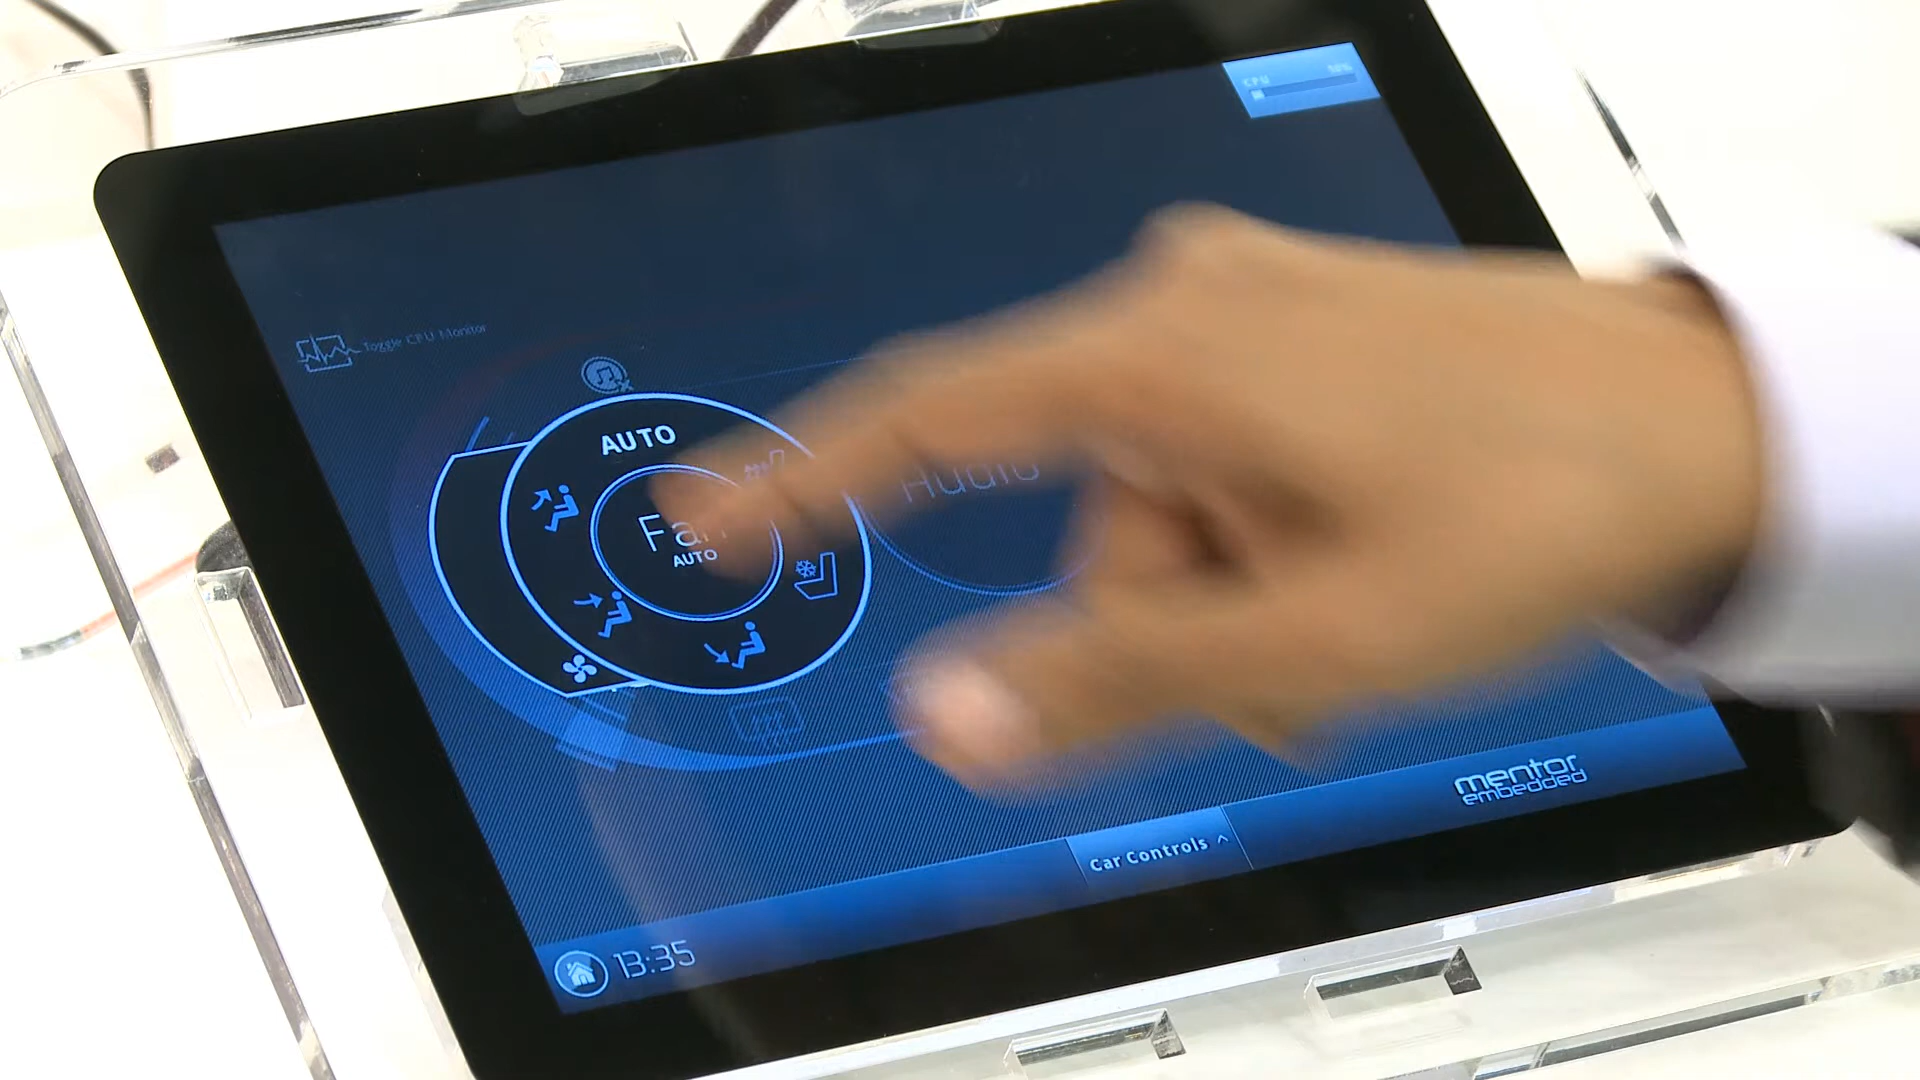 CPU
Toggle CPU Monitor
AUTO
Fan
AUTO
Audio
mentor
embedded
Car Controls
13:35